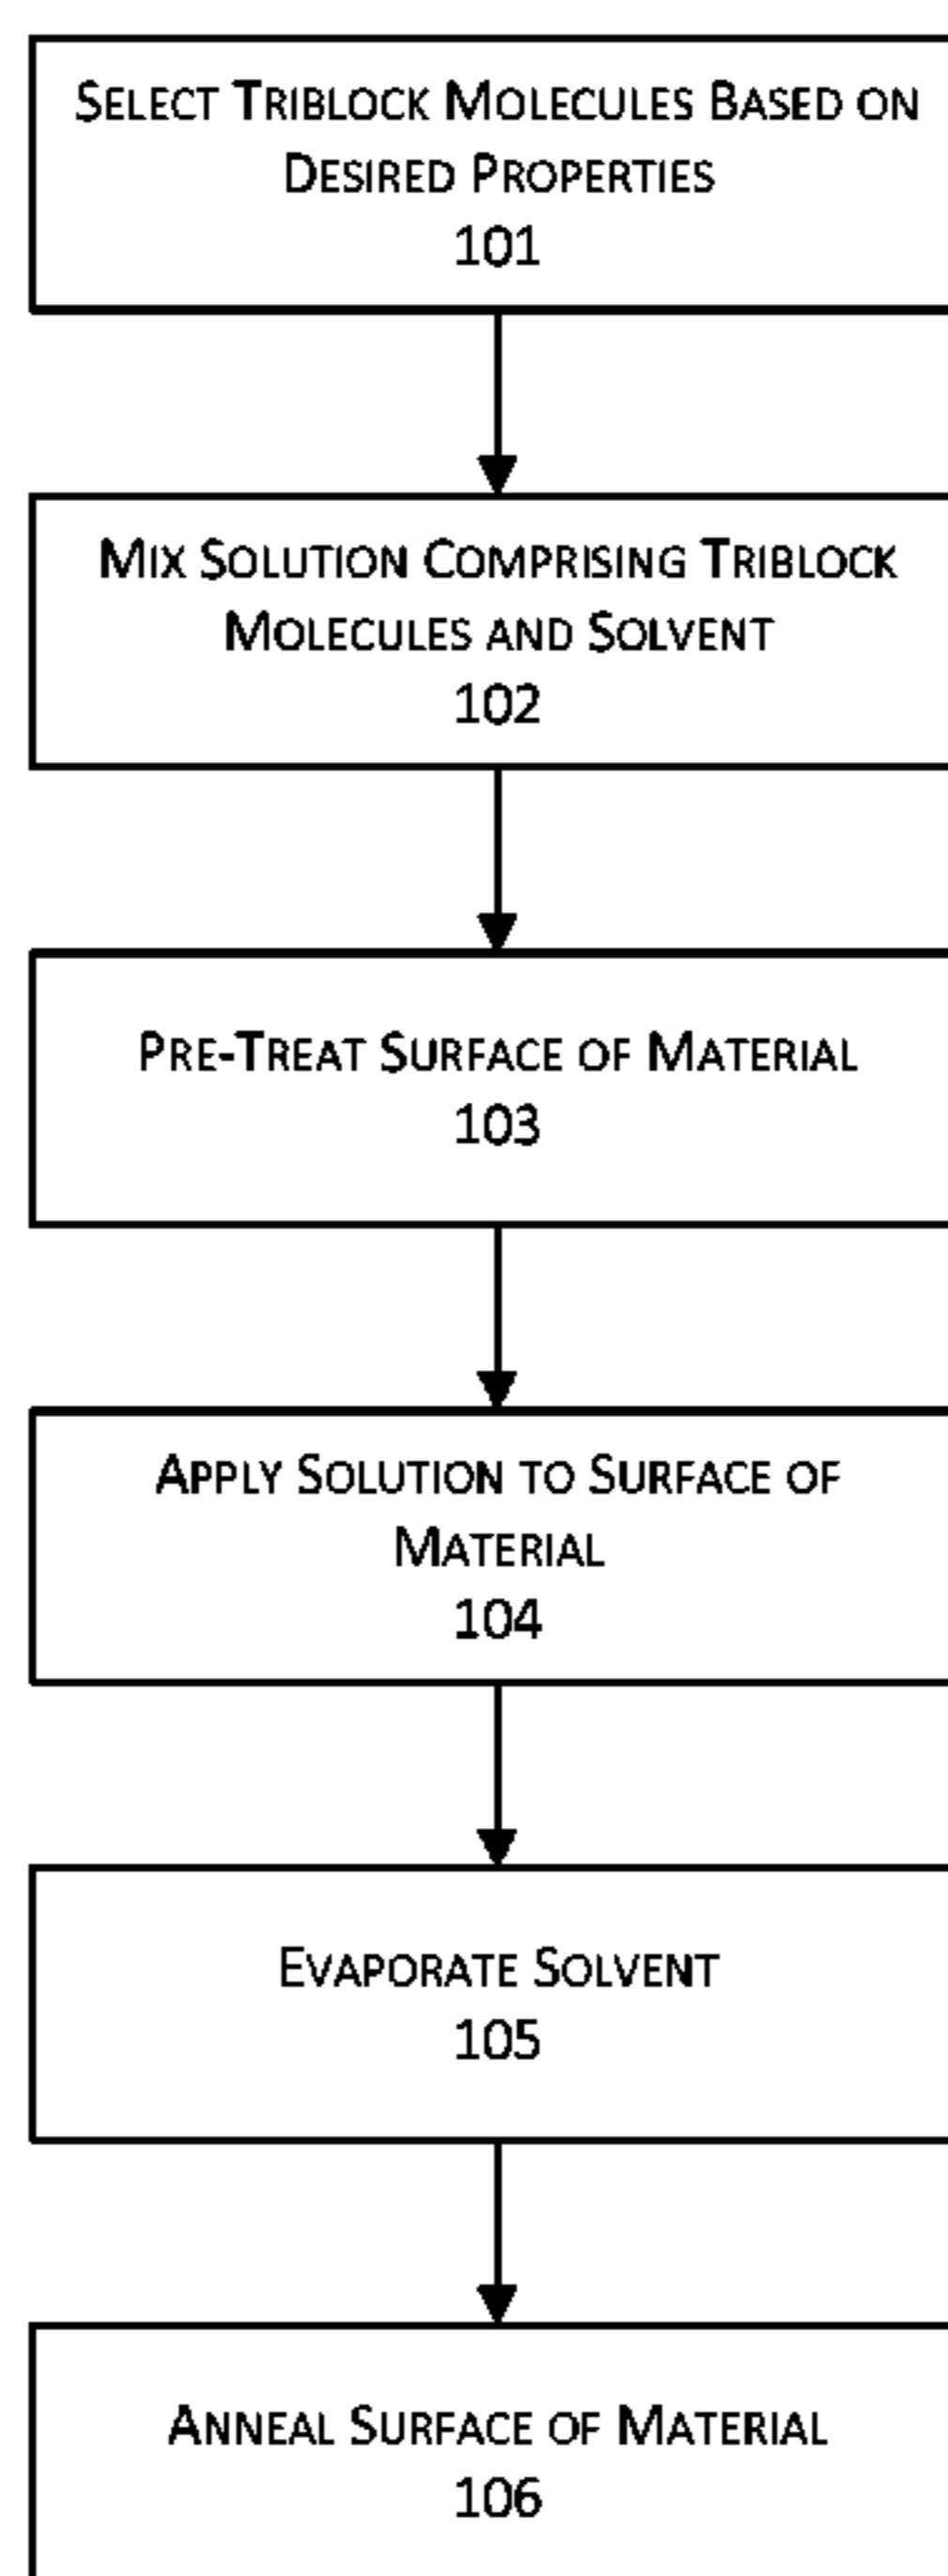 SELECT TRIBLOCK MOLECULES BASED ON
DESIRED PROPERTIES
101
MIX SOLUTION COMPRISING TRIBLOCK
MOLECULES AND SOLVENT
102
PRE-TREAT SURFACE OF MATERIAL
103
APPLY SOLUTION TO SURFACE OF
MATERIAL
104
EVAPORATE SOLVENT
105
ANNEAL SURFACE OF MATERIAL
106